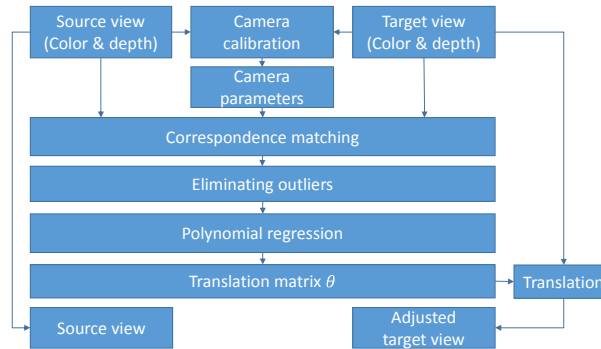 Source view
(Color & depth)
Camera
calibration
Target view
(Color & depth)
Camera
parameters
Correspondence matching
Eliminating outliers
Polynomial regression
Translation matrix θ
Translation
Source view
Adjusted
target view